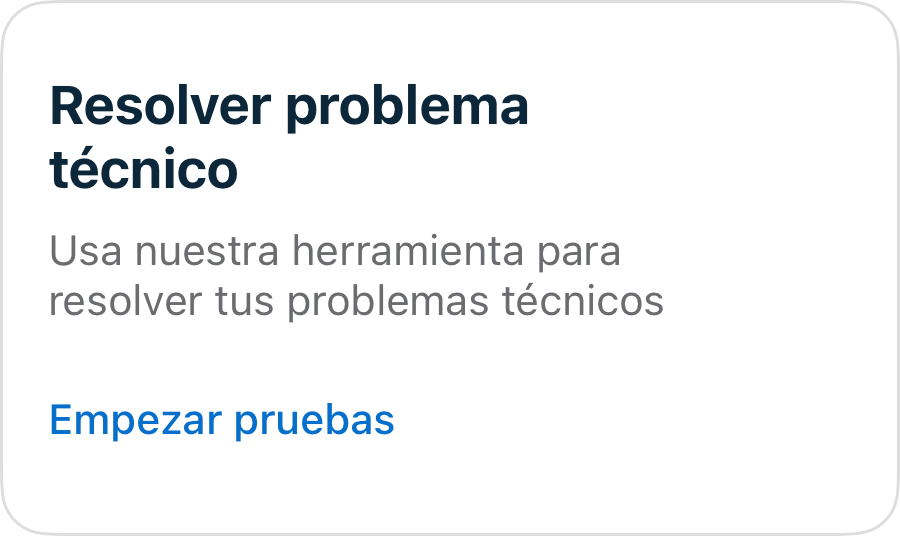 Resolver problema
técnico
Usa nuestra herramienta para
resolver tus problemas técnicos
Empezar pruebas